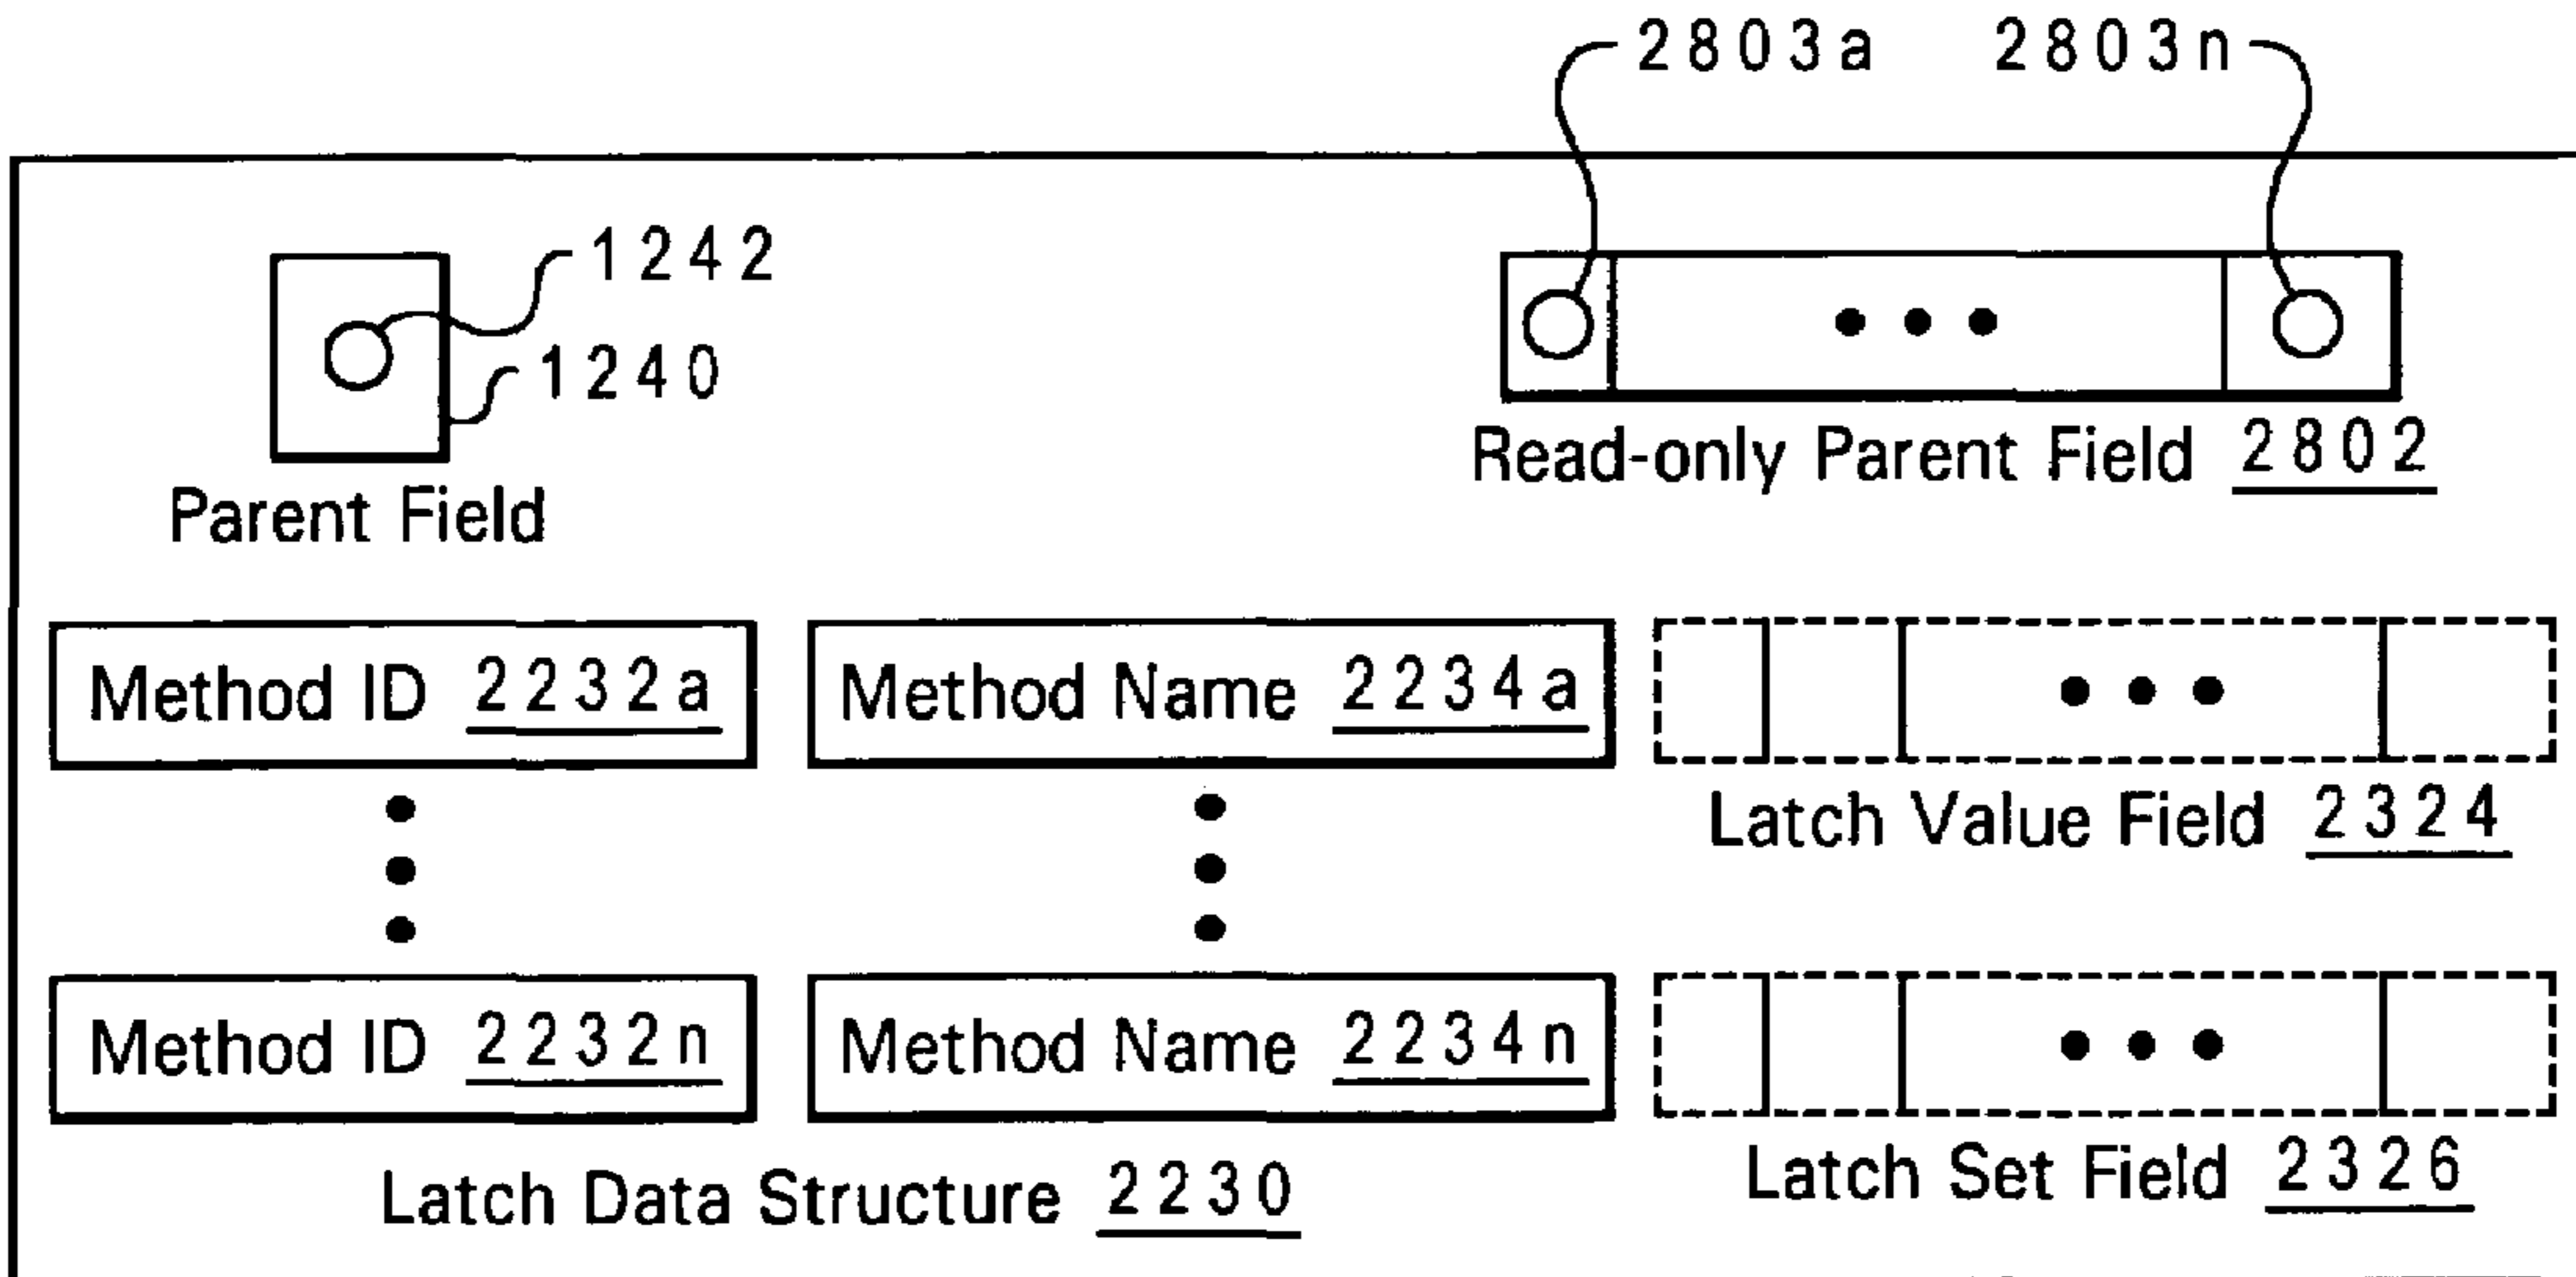 2803a 2803n
1242
1240
Parent Field
Read-only Parent Field 2802
Method ID 2232a
Method Name 2234a
Latch Value Field 2324
Method ID 2232n
Method Name 2234n
Latch Data Structure 2230
Latch Set Field 2326